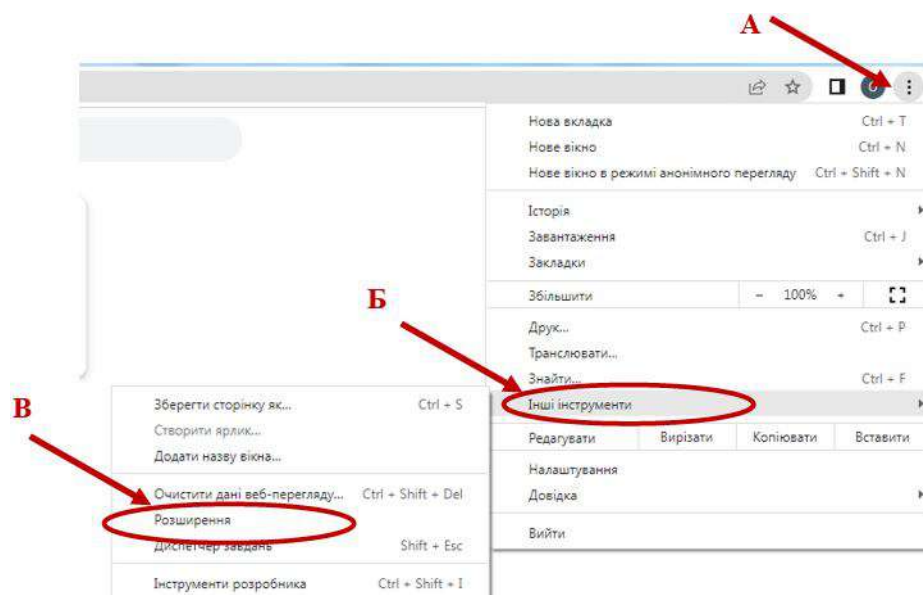 А
Нова вкладка Ctrl + T
Нове вікно Ctrl + N
Нове вікно в режимі анонімного перегляду Ctrl + Shift + N
Історія
Завантаження Ctrl + J
Закладки
Збільшити - 100% +
Б
Друк... Ctrl + P
Транслювати...
Знайти... Ctrl + F
Інші інструменти
Редагувати Вирізати Копіювати Вставити
Налаштування
Довідка
Вийти
В
Зберегти сторінку як... Ctrl + S
Створити ярлик...
Додати назву вікна...
Очистити дані веб-перегляду... Ctrl + Shift + Del
Розширення
Диспетчер завдань Shift + Esc
Інструменти розробника Ctrl + Shift + I